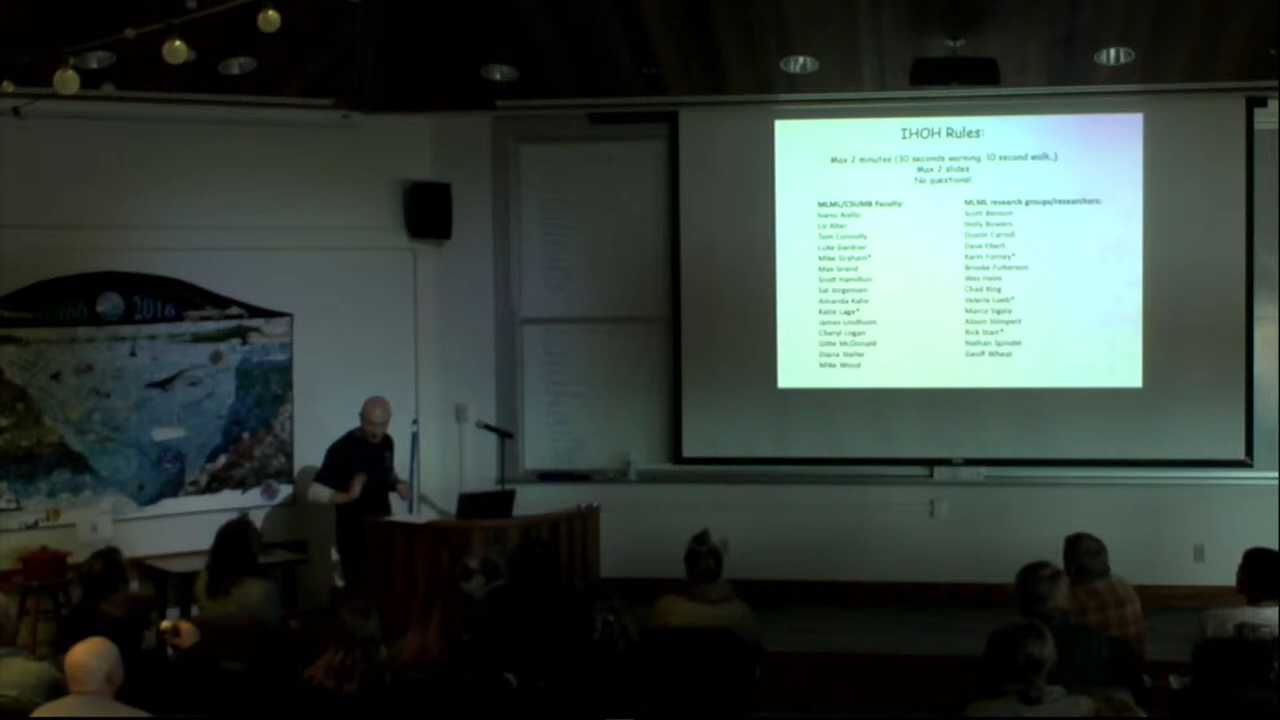 1966 2016
IHOH Rules:
Max 2 minutes (30 seconds warning, 10 second walk.)
Max 2 slides
No questions!
MLML/CSUMB Faculty:
Ivano Aiello
Liz Alter
Tom Connolly
Luke Gardner
Mike Graham*
Max Grand
Scott Hamilton
Sal Jorgensen
Amanda Kahn
Katie Lage*
James Lindholm
Cheryl Logan
Gitte McDonald
Diana Steller
Mike Wood
MLML research groups/researchers:
Scott Benson
Holly Bowers
Dustin Carroll
Dave Ebert
Karin Forney*
Brooke Fulkerson
Wes Heim
Chad King
Valerie Loeb*
Marco Sigala
Alison Stimpert
Rick Starr*
Nathan Spindel
Geoff Wheat